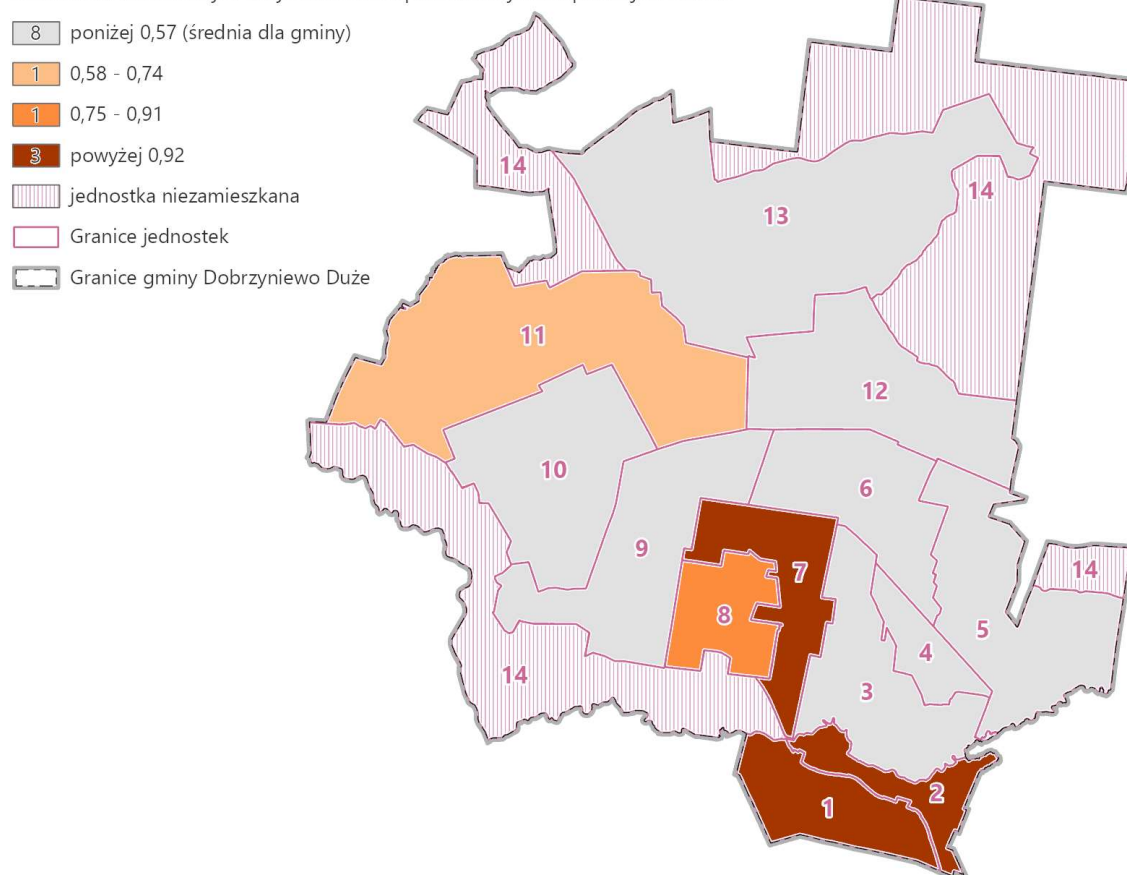 8 poniżej 0,57 (średnia dla gminy)
1 0,58 - 0,74
1 0,75 - 0,91
3 powyżej 0,92
jednostka niezamieszkana
Granice jednostek
Granice gminy Dobrzyniewo Duże
14
14
13
11
12
10
6
9
7
14
8
5
4
14
3
2
1